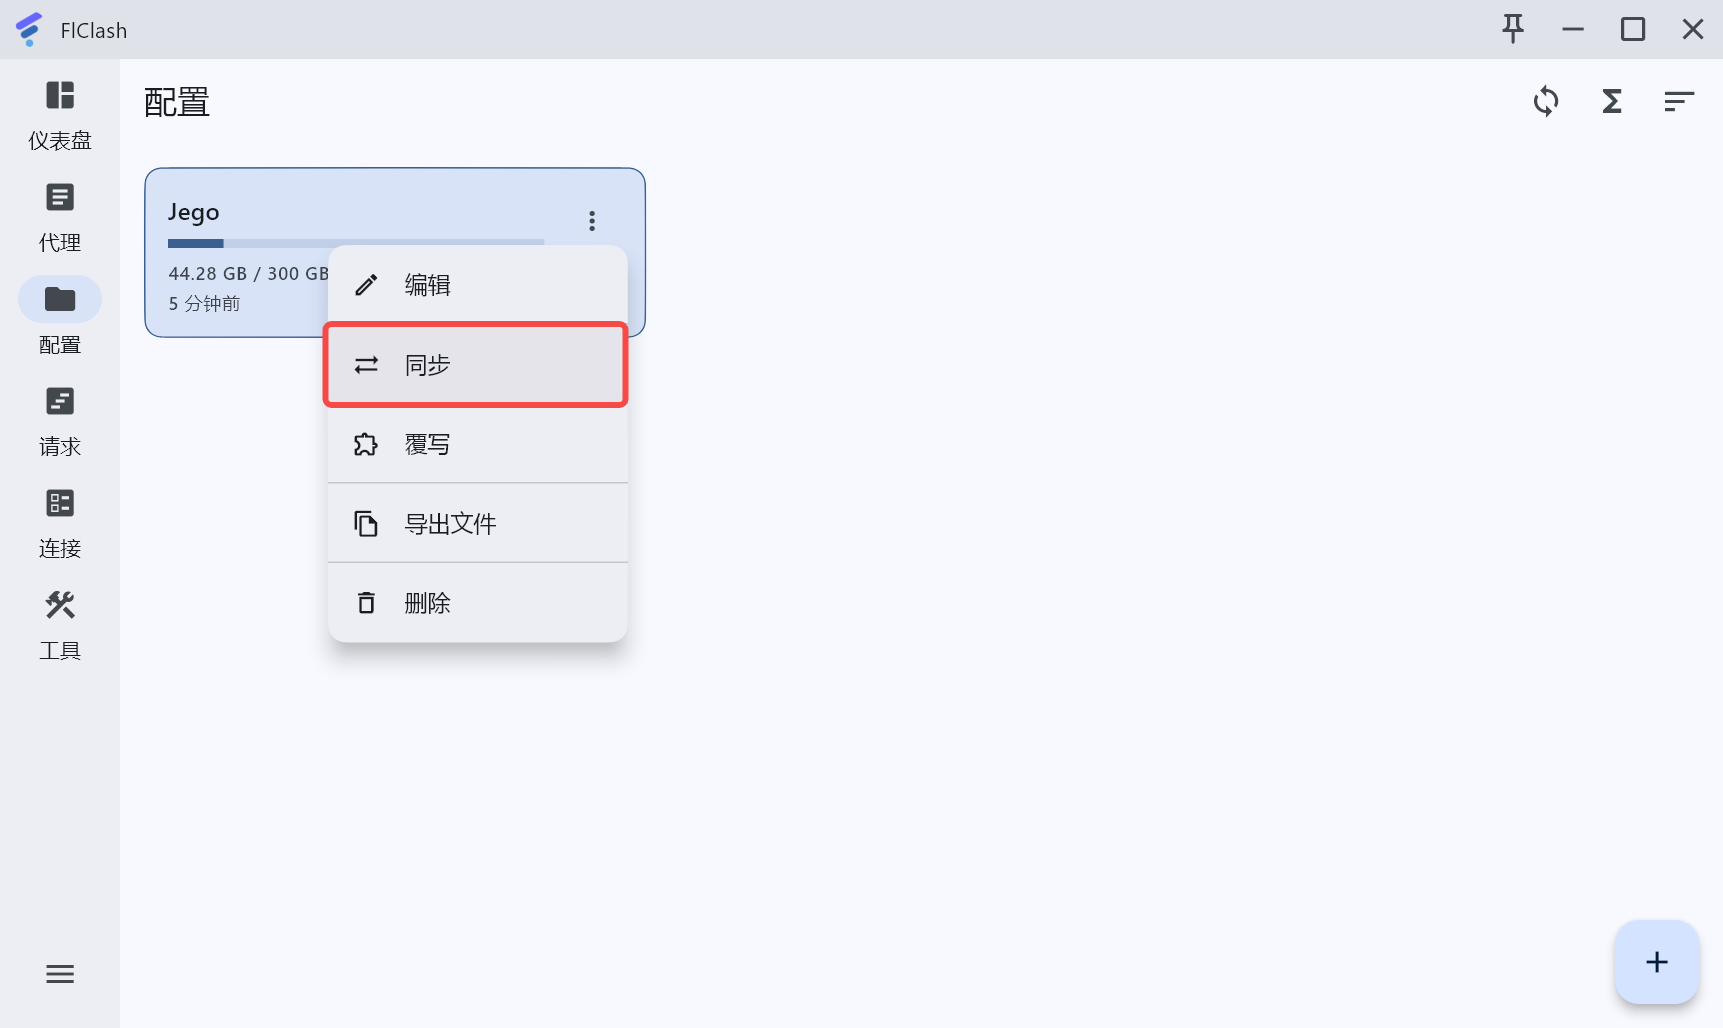 FlClash
仪表盘
代理
配置
请求
连接
工具
配置
Jego
44.28 GB / 300 GB
5 分钟前
编辑
同步
覆写
导出文件
删除